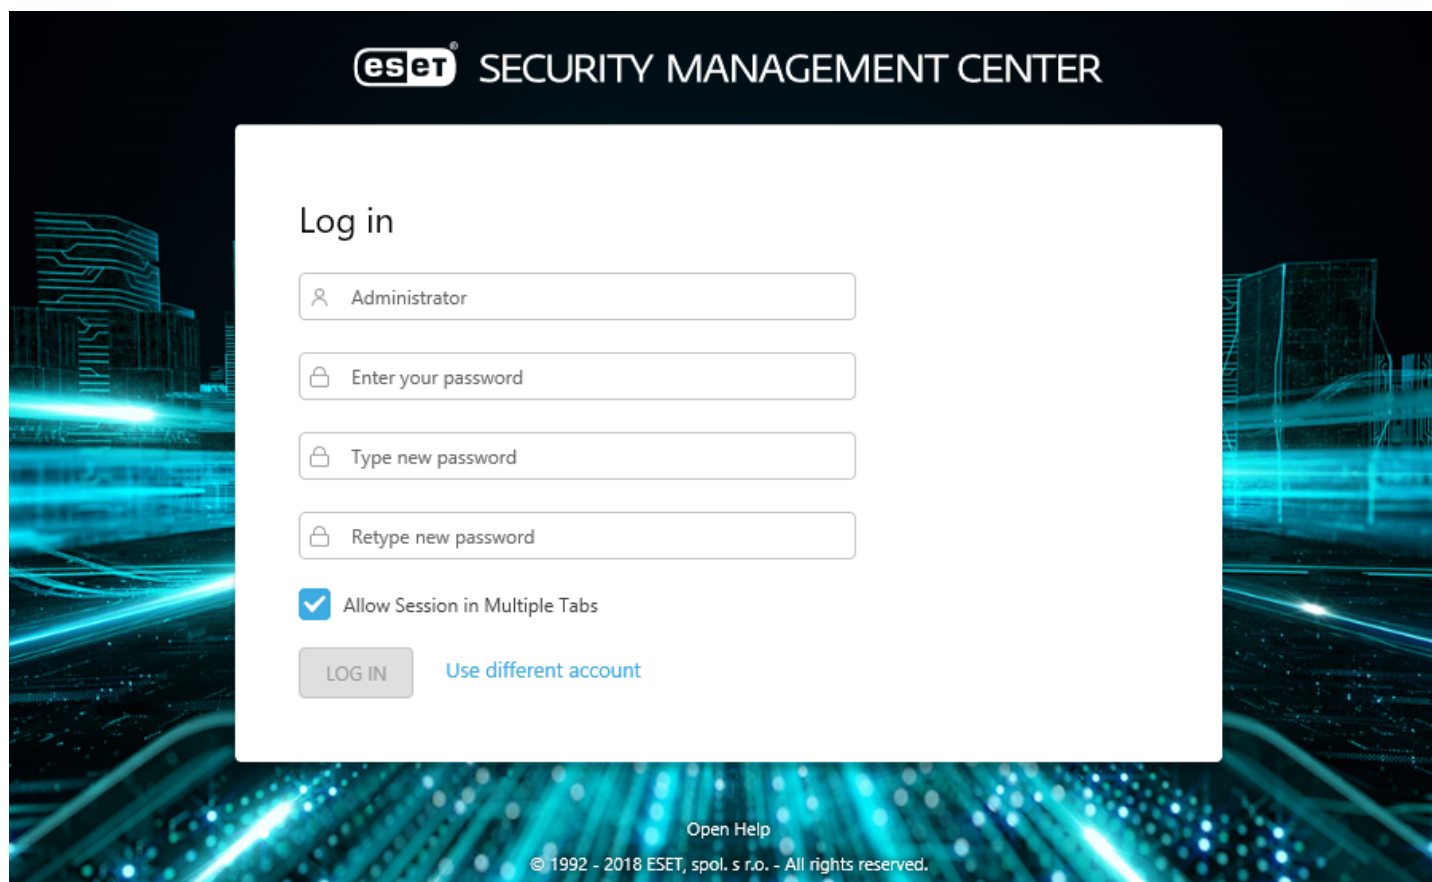 eset® SECURITY MANAGEMENT CENTER
Log in
Administrator
Enter your password
Type new password
Retype new password
Allow Session in Multiple Tabs
LOG IN Use different account
Open Help
© 1992 - 2018 ESET, spol. s r.o. - All rights reserved.